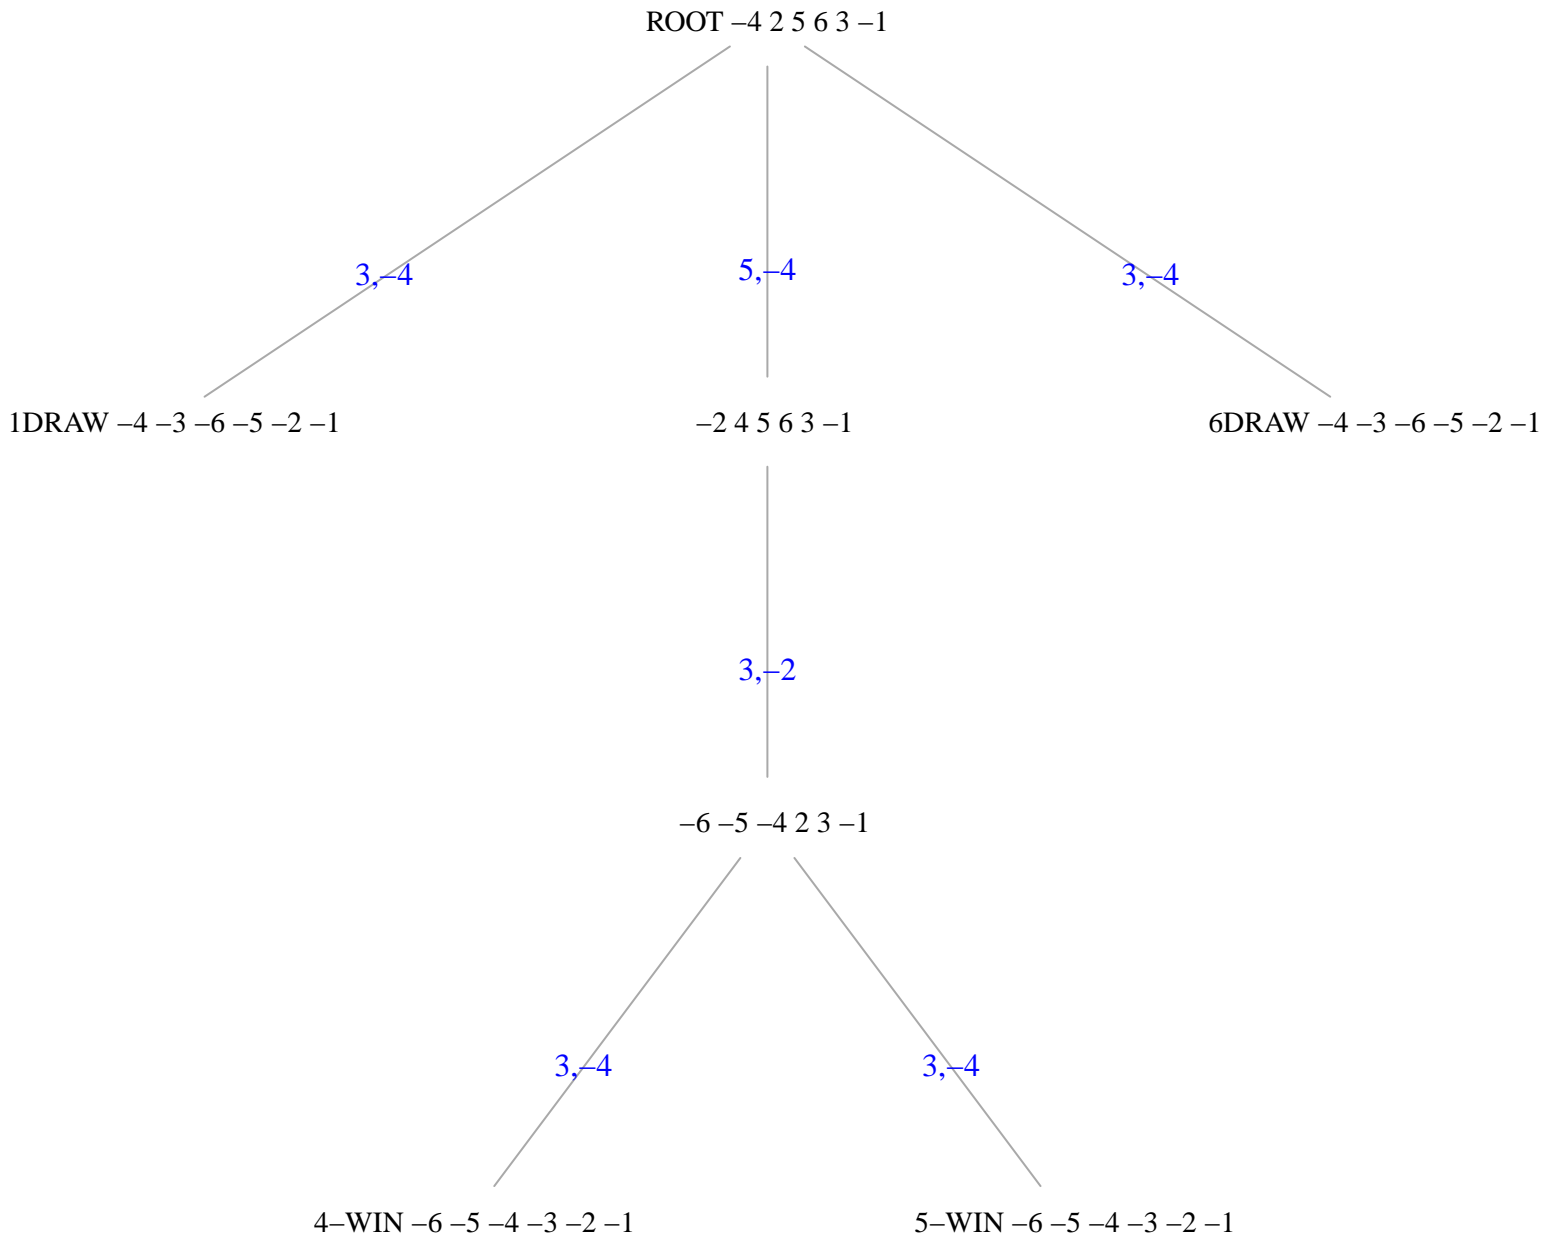 ROOT –4 2 5 6 3 –1
3,–4
5,–4
3,–4
1DRAW –4 –3 –6 –5 –2 –1
–2 4 5 6 3 –1
6DRAW –4 –3 –6 –5 –2 –1
3,–2
–6 –5 –4 2 3 –1
3,–4
3,–4
4–WIN –6 –5 –4 –3 –2 –1
5–WIN –6 –5 –4 –3 –2 –1